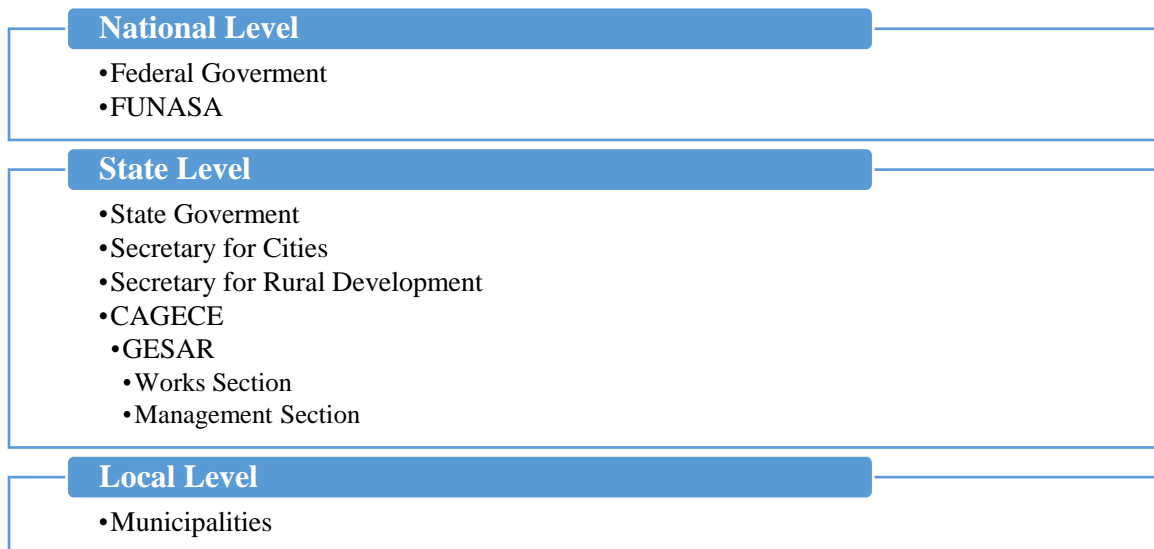 National Level
•Federal Goverment
•FUNASA
State Level
•State Goverment
•Secretary for Cities
•Secretary for Rural Development
•CAGECE
•GESAR
•Works Section
•Management Section
Local Level
•Municipalities